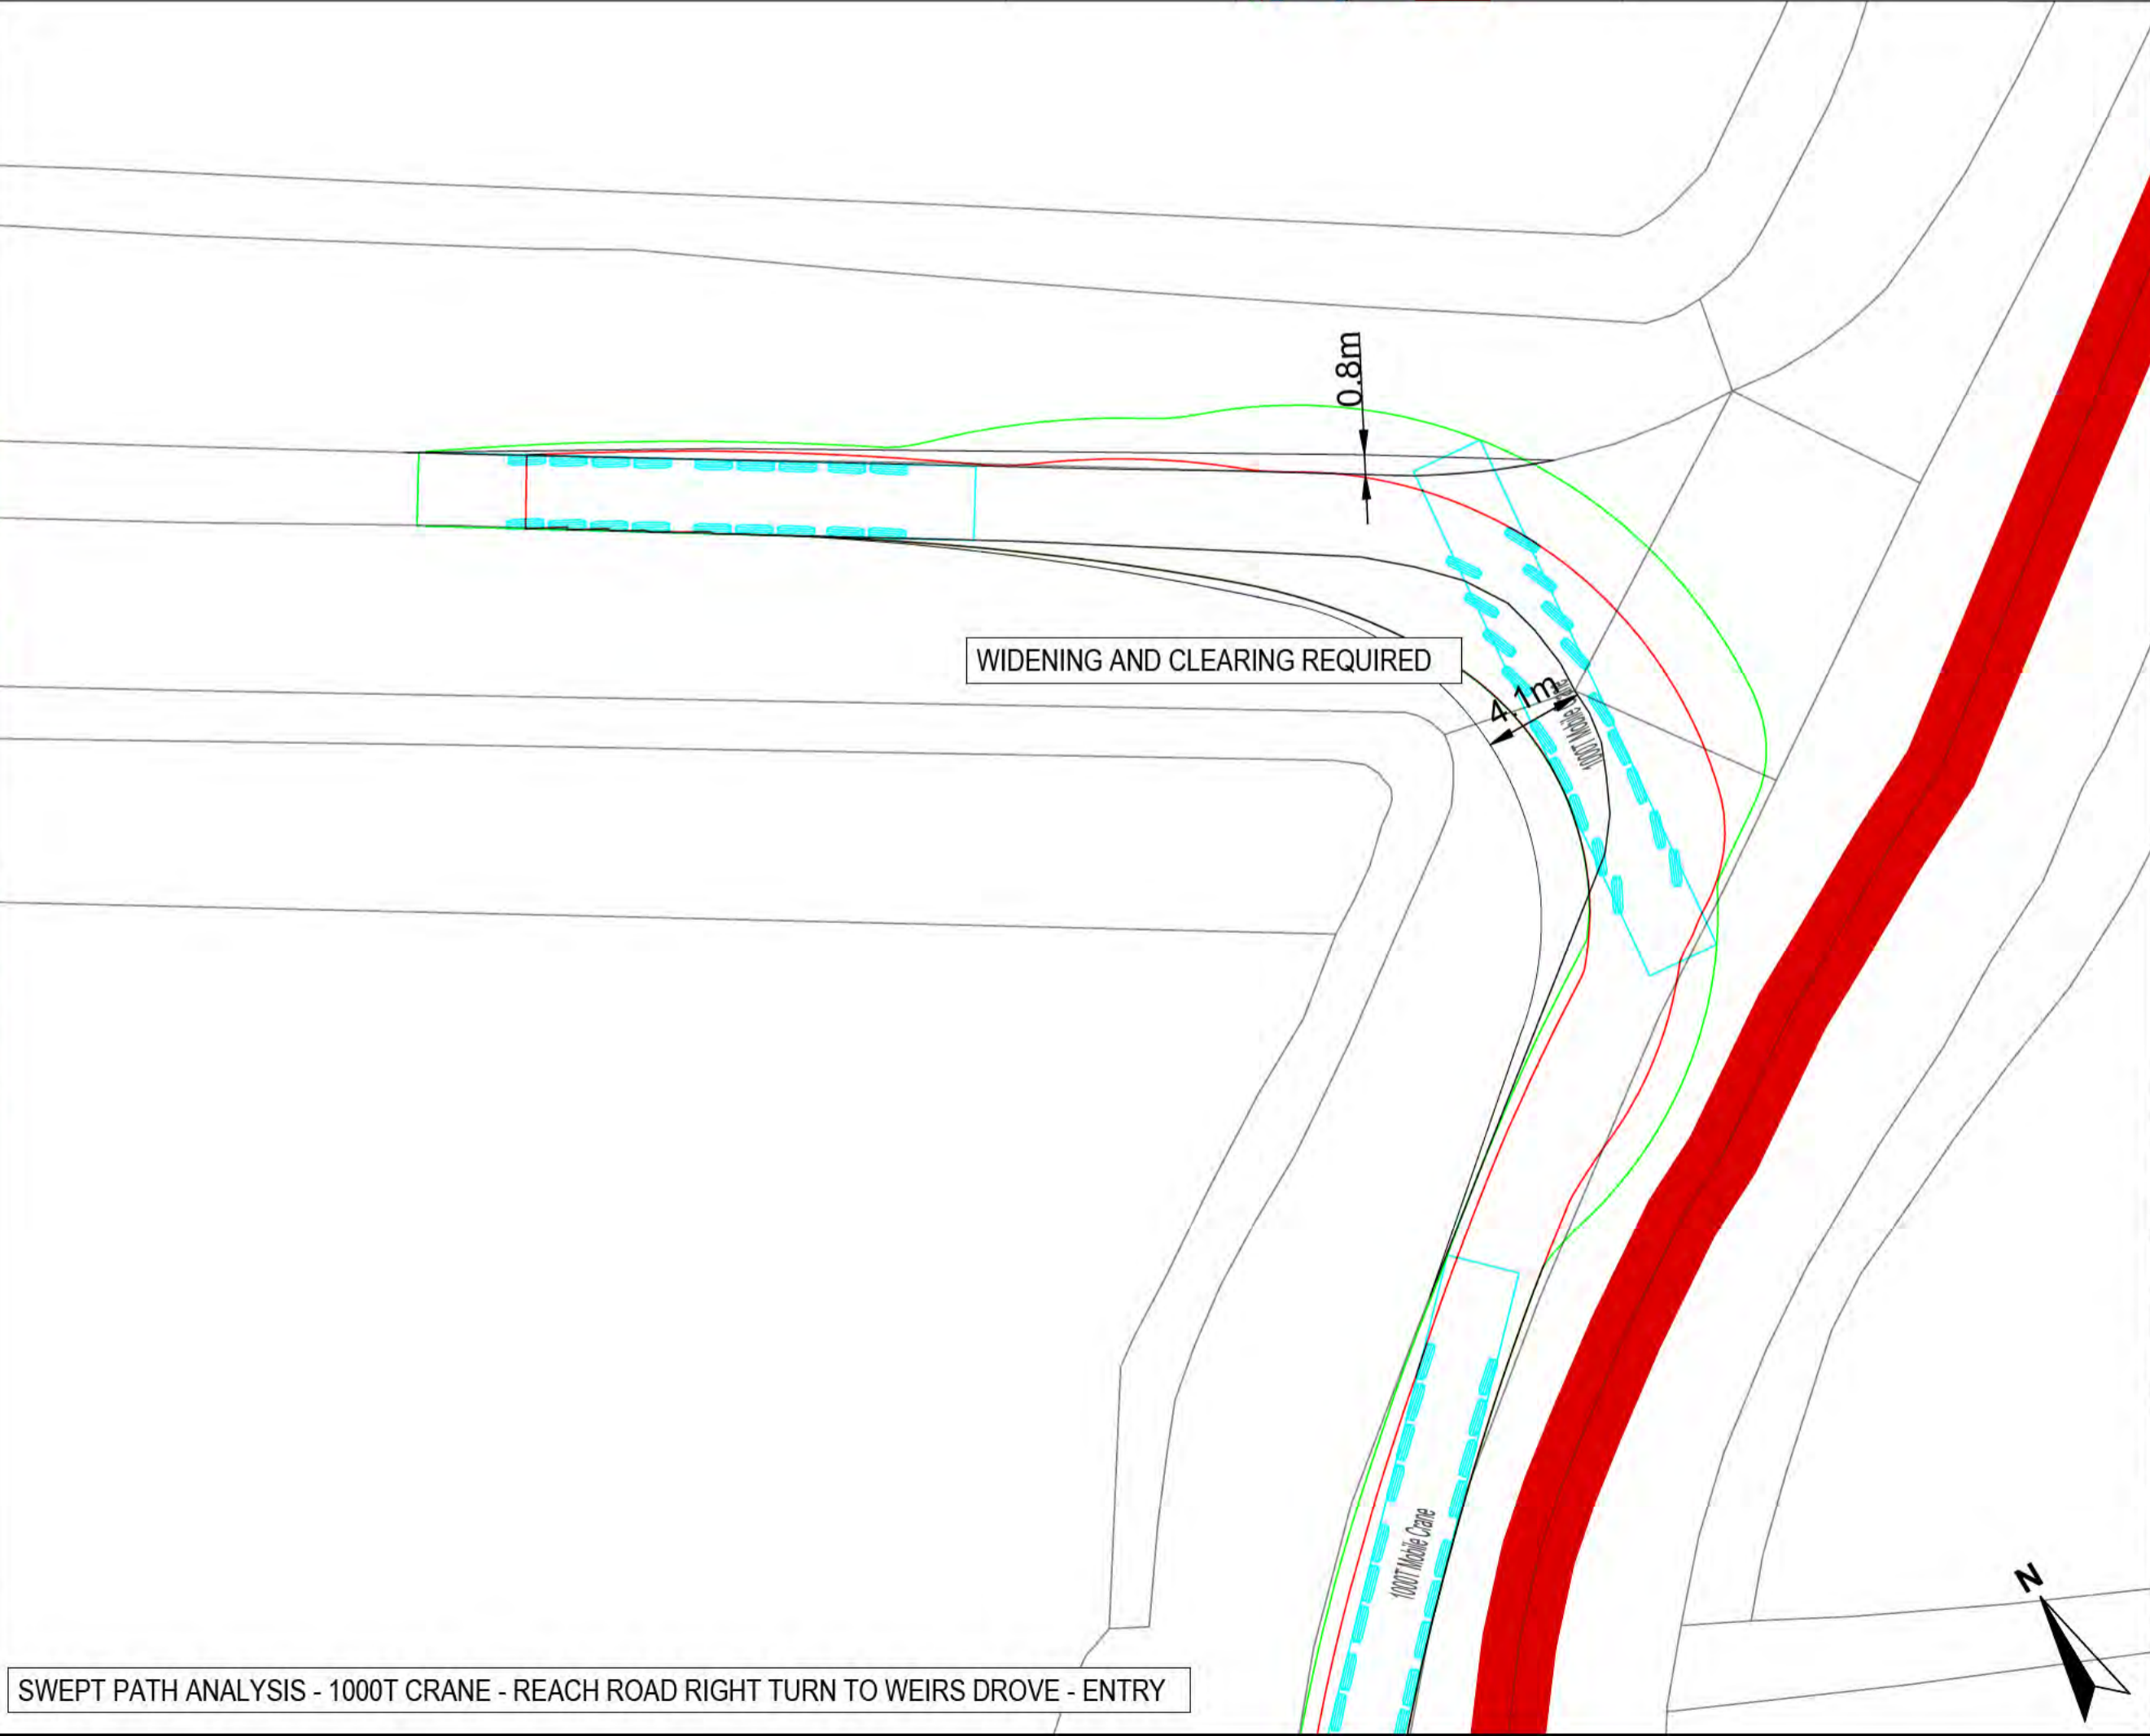 0.8m
WIDENING AND CLEARING REQUIRED
4.1m
1000T Mobile Crane
1000T Mobile Crane
N
SWEPT PATH ANALYSIS - 1000T CRANE - REACH ROAD RIGHT TURN TO WEIRS DROVE - ENTRY